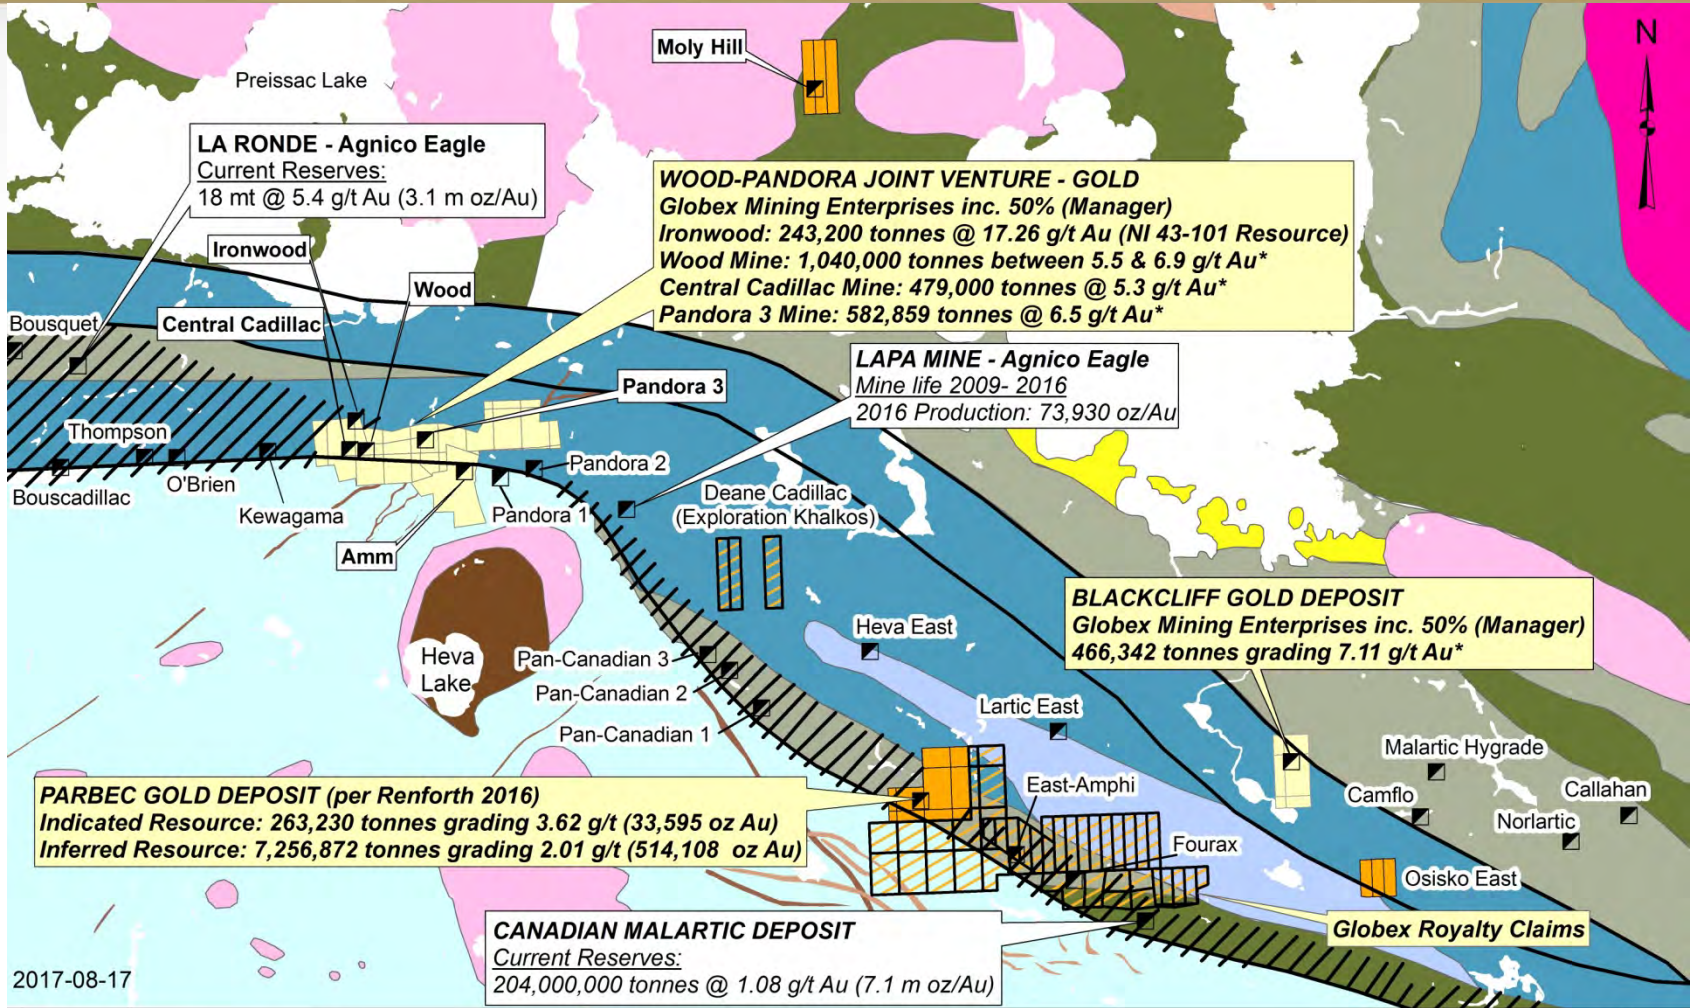 N
Moly Hill
Preissac Lake
LA RONDE - Agnico Eagle
Current Reserves:
18 mt @ 5.4 g/t Au (3.1 m oz/Au)
WOOD-PANDORA JOINT VENTURE - GOLD
Globex Mining Enterprises inc. 50% (Manager)
Ironwood: 243,200 tonnes @ 17.26 g/t Au (NI 43-101 Resource)
Wood Mine: 1,040,000 tonnes between 5.5 & 6.9 g/t Au*
Central Cadillac Mine: 479,000 tonnes @ 5.3 g/t Au*
Pandora 3 Mine: 582,859 tonnes @ 6.5 g/t Au*
Ironwood
Wood
Bousquet
Central Cadillac
LAPA MINE - Agnico Eagle
Mine life 2009- 2016
2016 Production: 73,930 oz/Au
Pandora 3
Thompson
Bouscadillac
O'Brien
Kewagama
Pandora 2
Pandora 1
Amm
Deane Cadillac
(Exploration Khalkos)
BLACKCLIFF GOLD DEPOSIT
Globex Mining Enterprises inc. 50% (Manager)
466,342 tonnes grading 7.11 g/t Au*
Heva East
Heva
Lake
Pan-Canadian 3
Pan-Canadian 2
Pan-Canadian 1
Lartic East
Malartic Hygrade
Callahan
Camflo
Norlartic
East-Amphi
PARBEC GOLD DEPOSIT (per Renforth 2016)
Indicated Resource: 263,230 tonnes grading 3.62 g/t (33,595 oz Au)
Inferred Resource: 7,256,872 tonnes grading 2.01 g/t (514,108 oz Au)
Fourax
Osisko East
Globex Royalty Claims
CANADIAN MALARTIC DEPOSIT
Current Reserves:
204,000,000 tonnes @ 1.08 g/t Au (7.1 m oz/Au)
2017-08-17